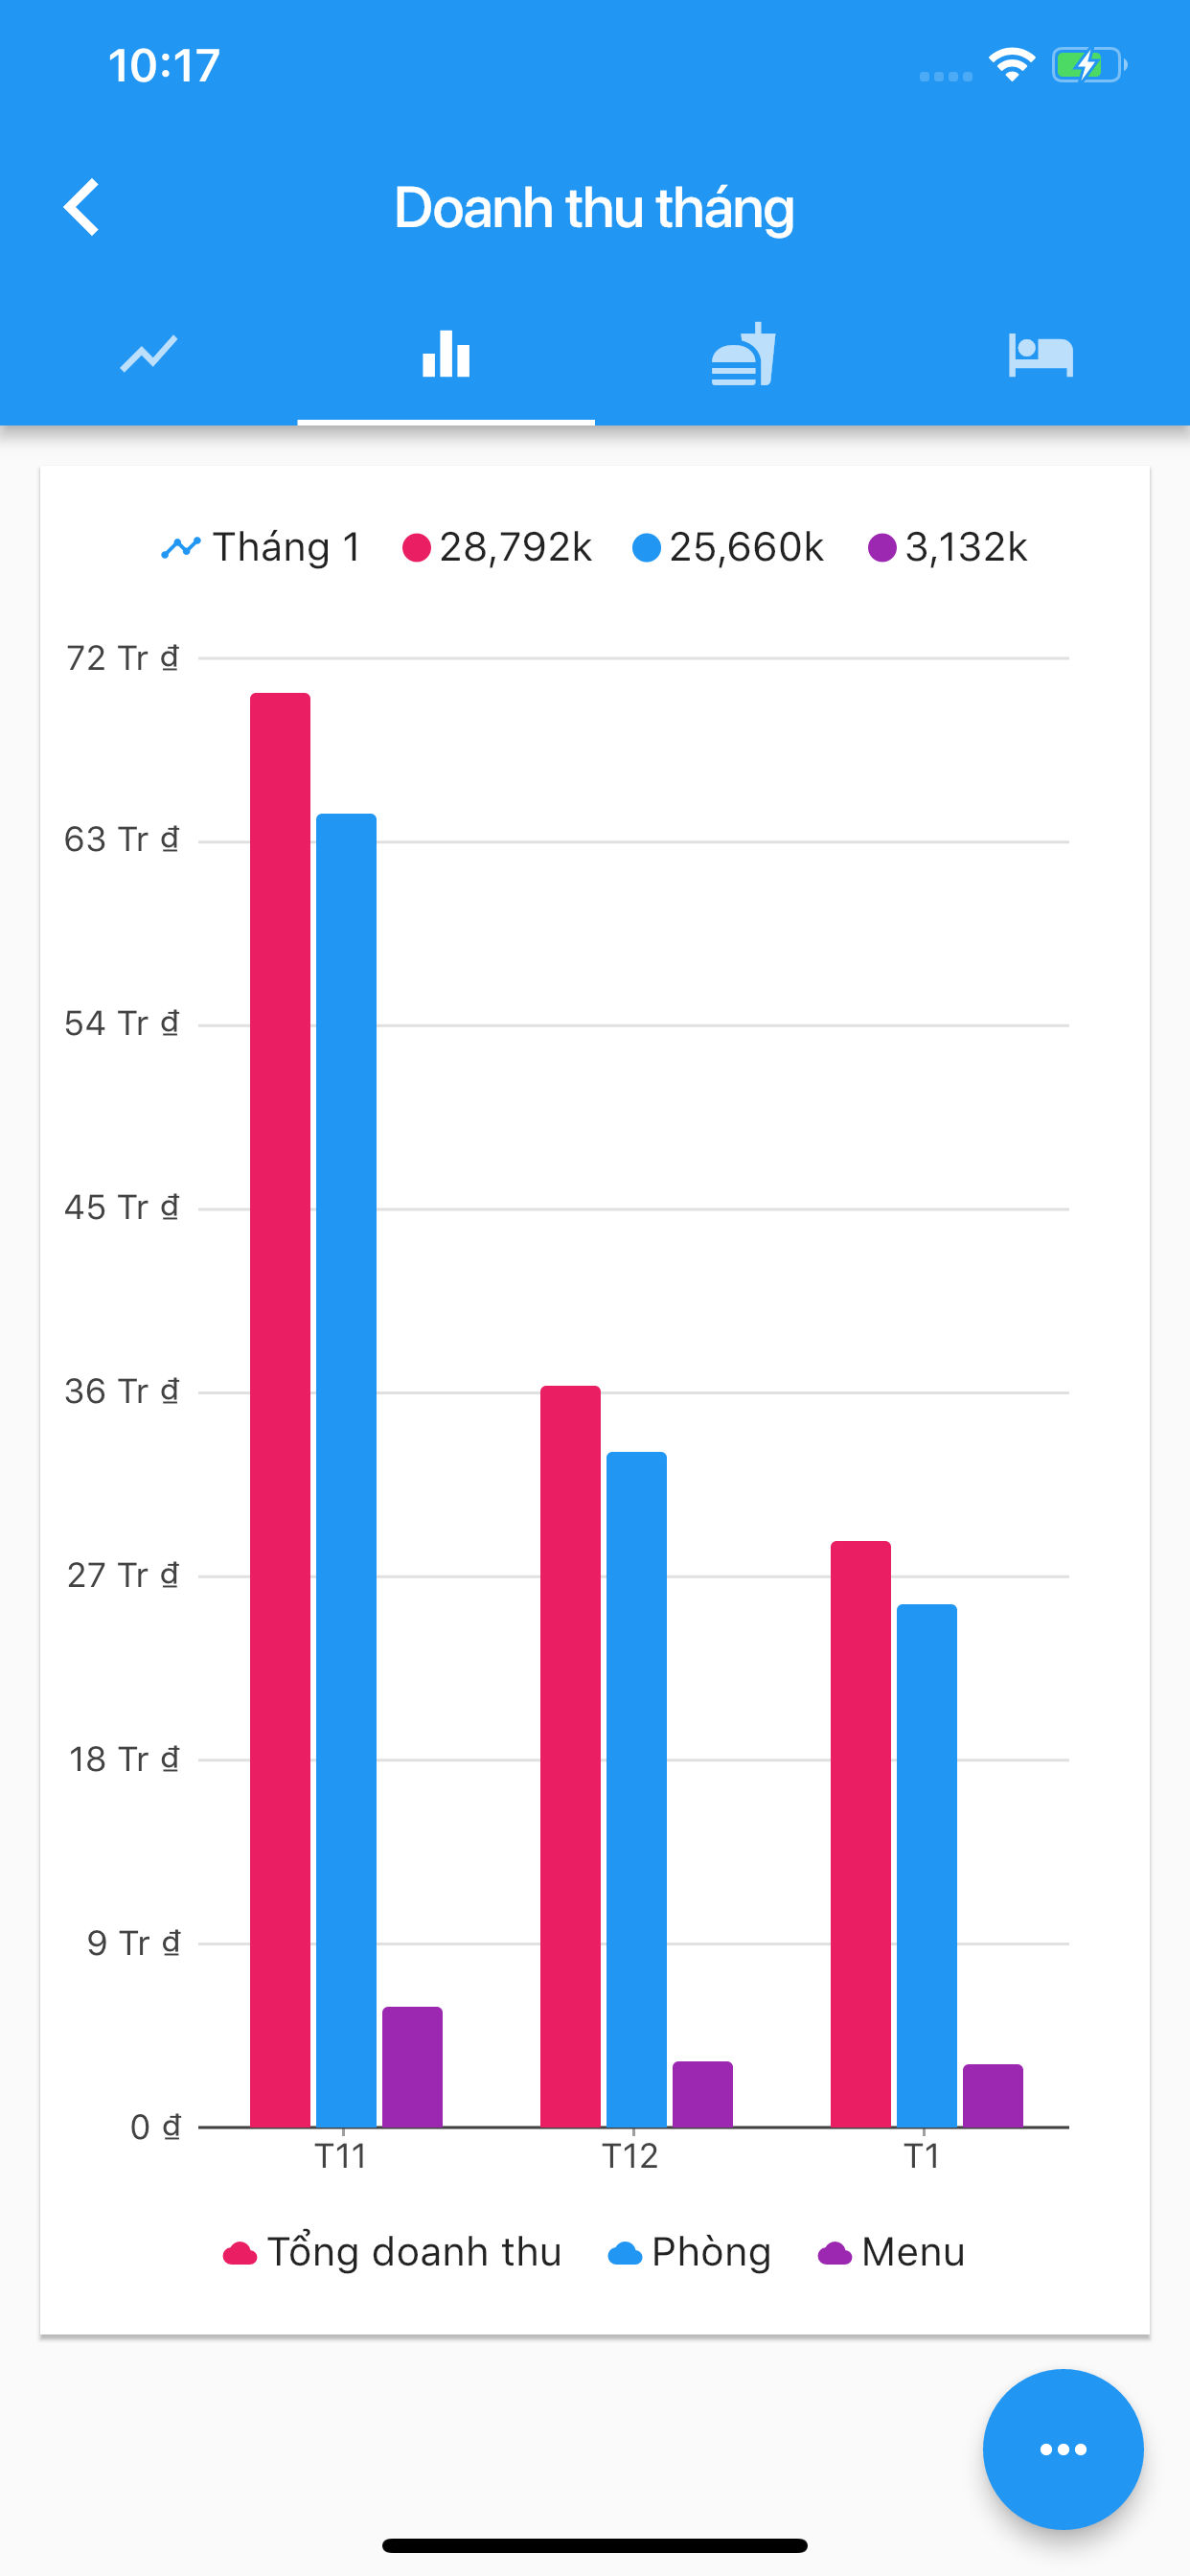 10:17
Doanh thu tháng
Tháng 1 28,792k 25,660k 3,132k
72 Tr ₫
63 Tr ₫
54 Tr ₫
45 Tr ₫
36 Tr ₫
27 Tr ₫
18 Tr ₫
9 Tr ₫
0 ₫
T11 T12 T1
Tổng doanh thu Phòng Menu